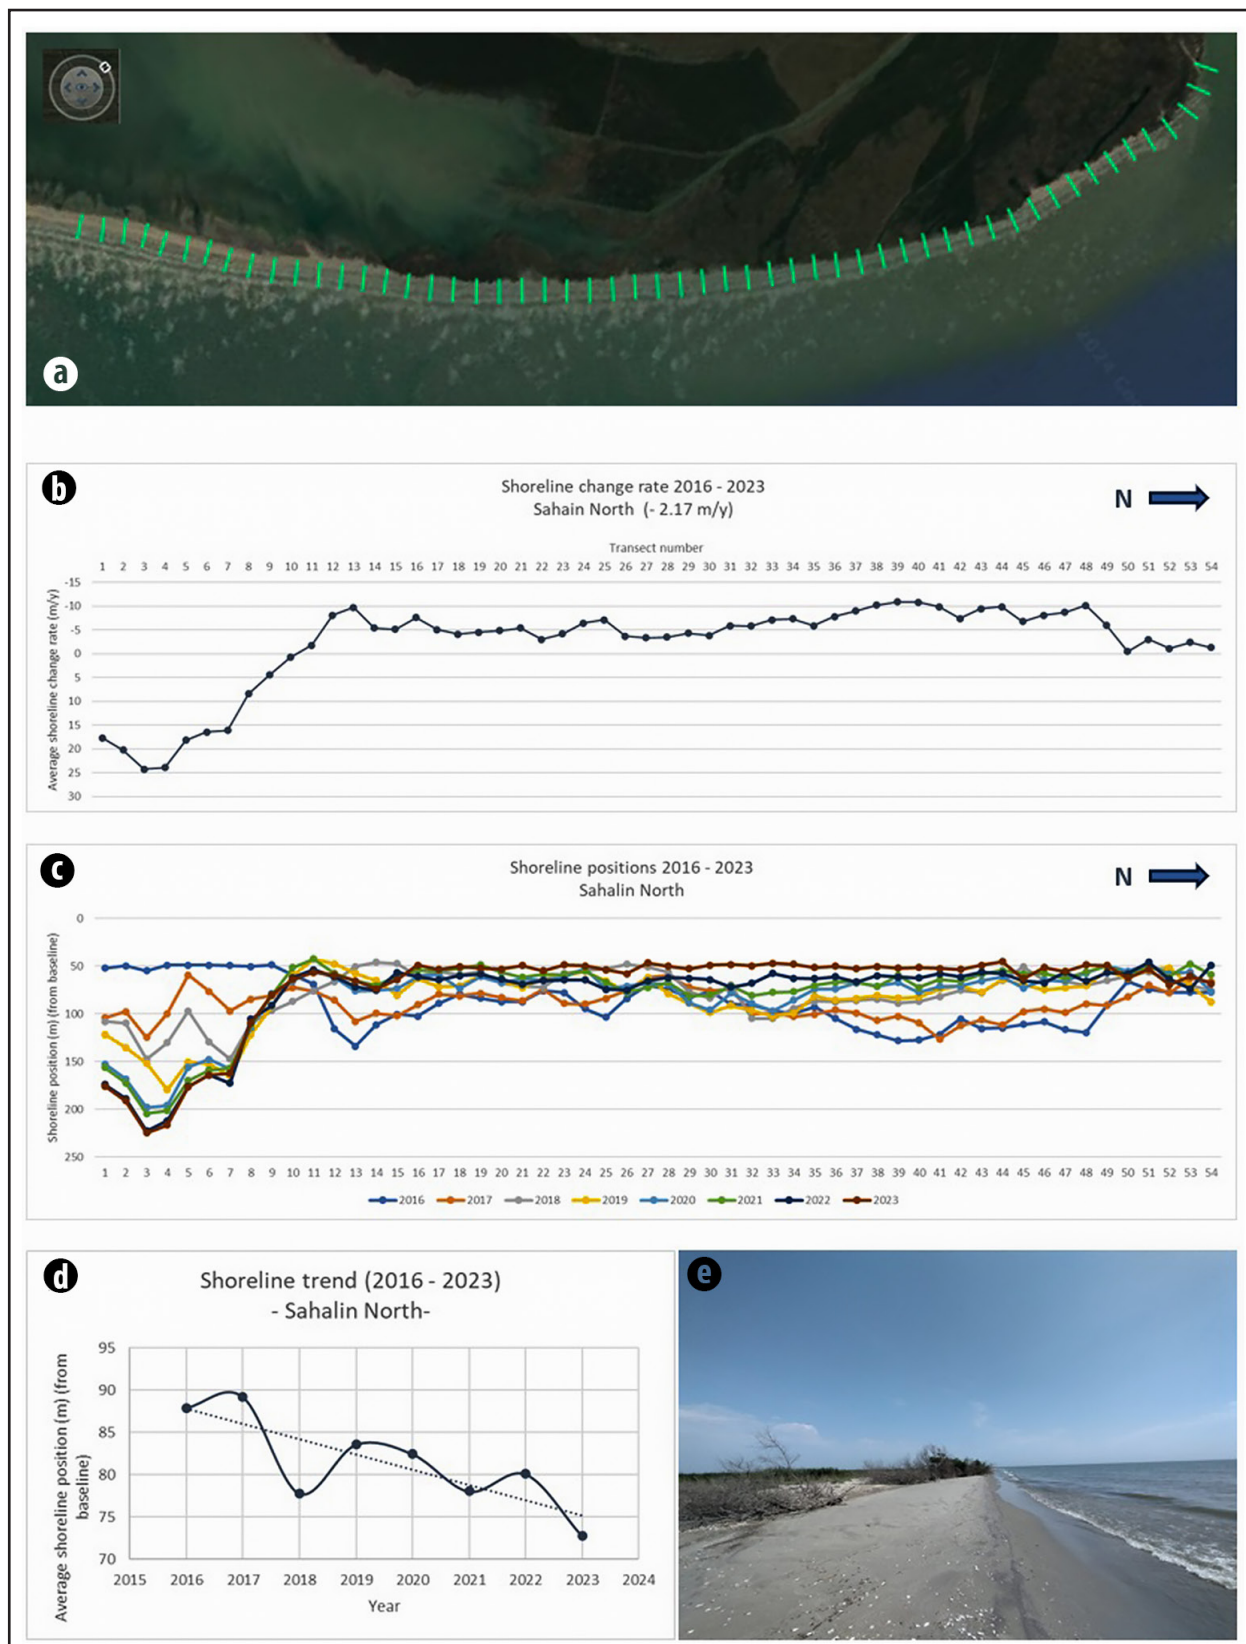 a
b
Shoreline change rate 2016 - 2023
Sahain North (- 2.17 m/y)
N
Transect number
1 2 3 4 5 6 7 8 9 10 11 12 13 14 15 16 17 18 19 20 21 22 23 24 25 26 27 28 29 30 31 32 33 34 35 36 37 38 39 40 41 42 43 44 45 46 47 48 49 50 51 52 53 54
Average shoreline change rate (m/y)
-15
-10
-5
0
5
10
15
20
25
30
c
Shoreline positions 2016 - 2023
Sahalin North
N
Shoreline position (m) (from baseline)
0
50
100
150
200
250
1 2 3 4 5 6 7 8 9 10 11 12 13 14 15 16 17 18 19 20 21 22 23 24 25 26 27 28 29 30 31 32 33 34 35 36 37 38 39 40 41 42 43 44 45 46 47 48 49 50 51 52 53 54
2016 2017 2018 2019 2020 2021 2022 2023
d
Shoreline trend (2016 - 2023)
- Sahalin North-
Average shoreline position (m) (from
baseline)
95
90
85
80
75
70
2015 2016 2017 2018 2019 2020 2021 2022 2023 2024
Year
e